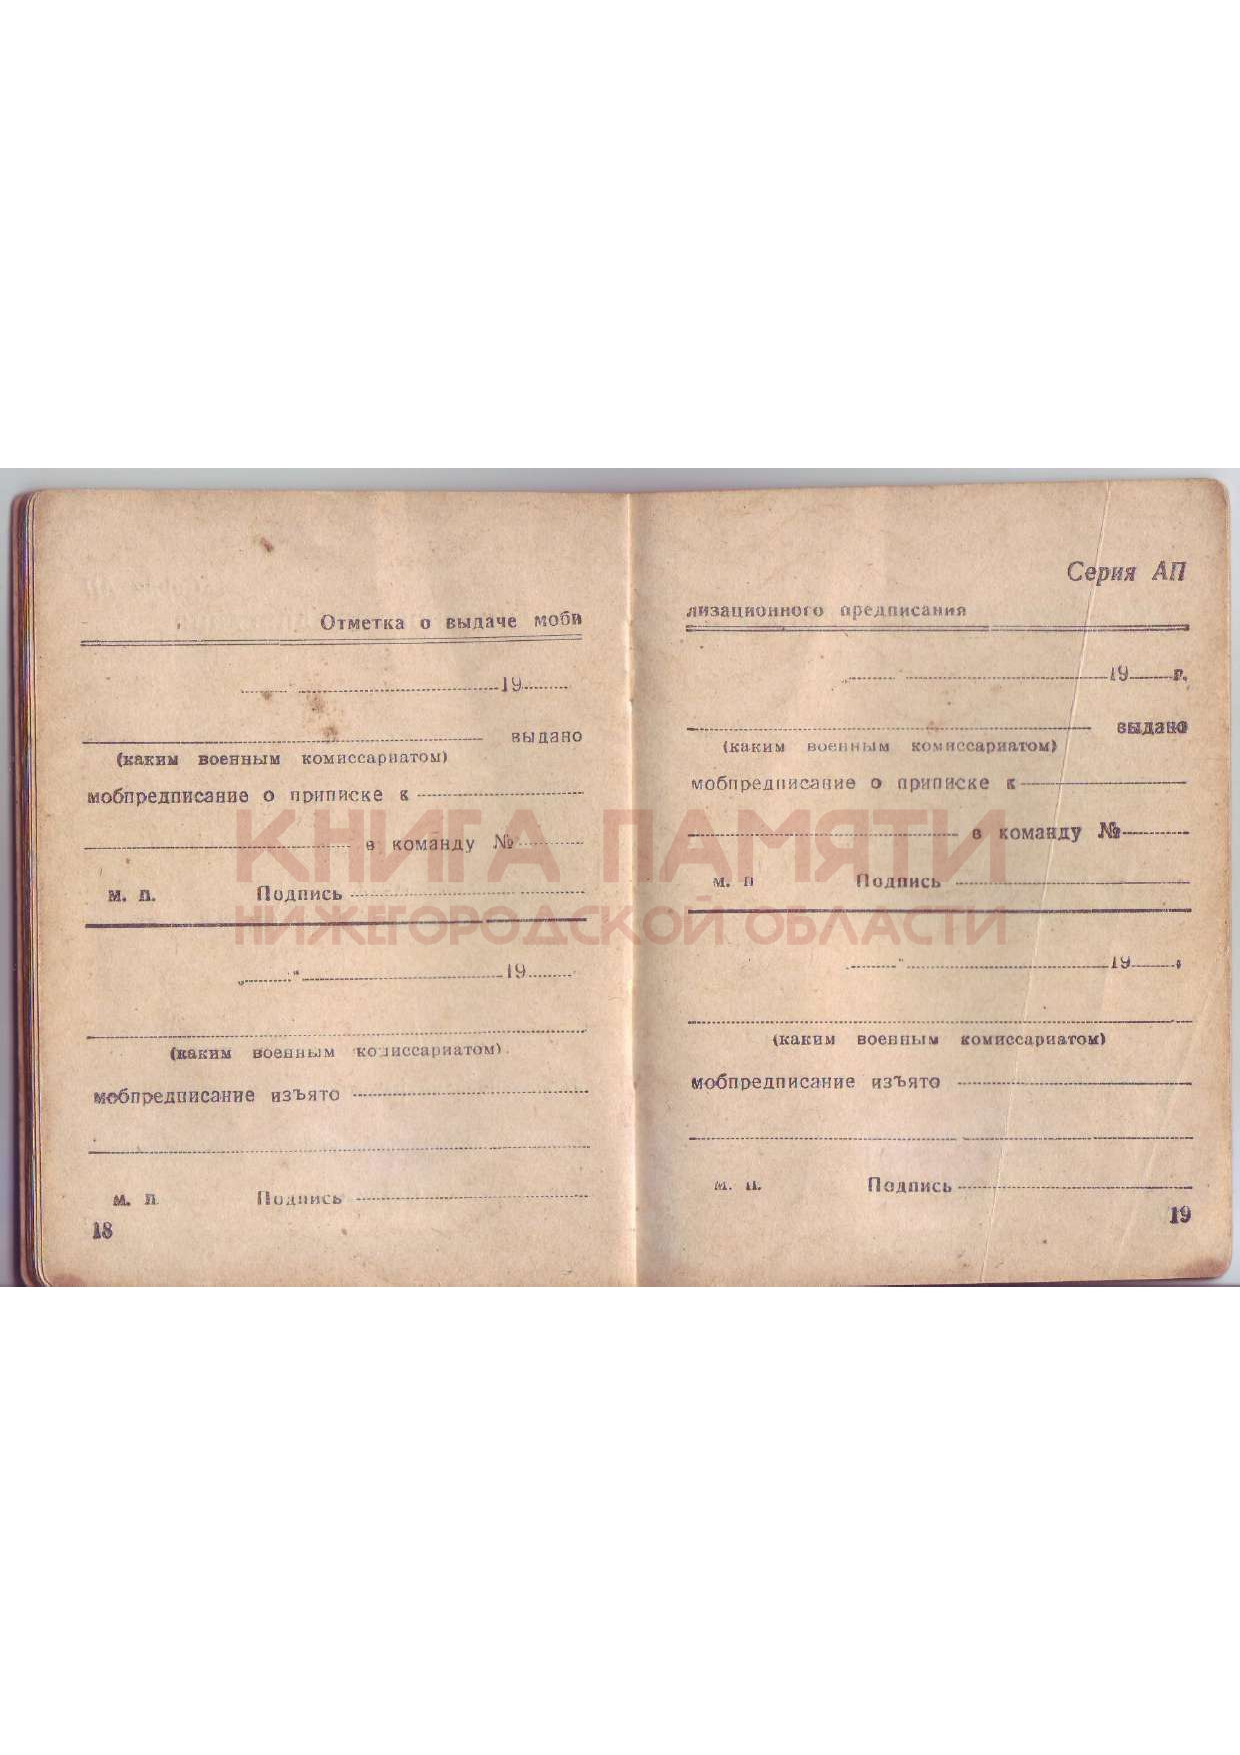 Отметка о выдаче моби
19
выдано
(каким военным комиссариатом)
мобпредписание о приписке к
в команду №
м. п. Подпись
" 19
(каким военным комиссариатом)
мобпредписание изъято
м. п Подпись
18
Серия АП
лизационного предписания
„ " 19 г.
выдано
(каким военным комиссариатом)
мобпредписание о приписке к
в команду №
м. п Подпись
" 19
(каким военным комиссариатом)
мобпредписание изъято
м. п. Подпись
19
КНИГА ПАМЯТИ
НИЖЕГОРОДСКОЙ ОБЛАСТИ